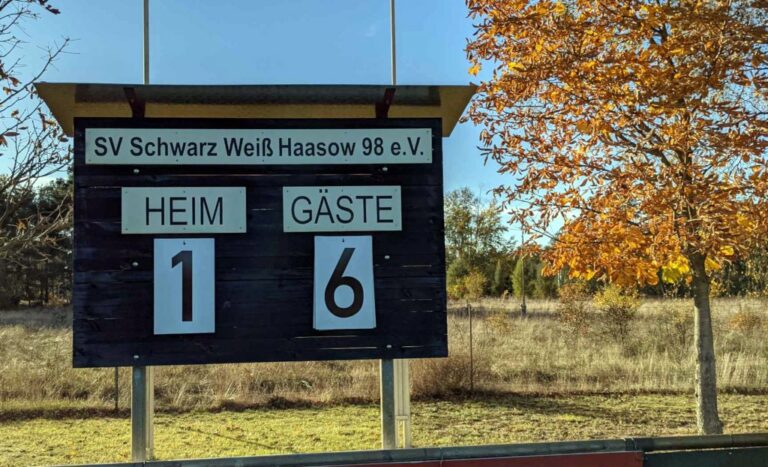 SV Schwarz Weiß Haasow 98 e.V.
HEIM GÄSTE
1 6